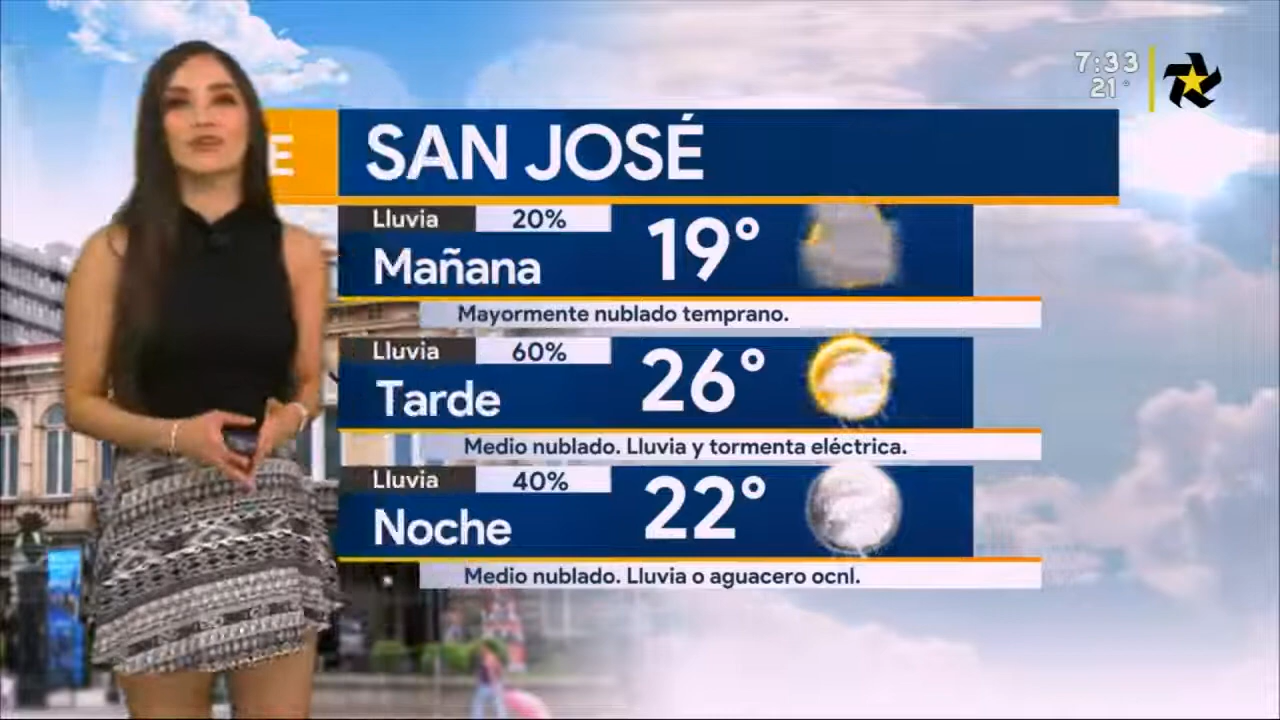 7:33
21°
E
SAN JOSÉ
Lluvia 20%
Mañana 19°
Mayormente nublado temprano.
Lluvia 60%
Tarde 26°
Medio nublado. Lluvia y tormenta eléctrica.
Lluvia 40%
Noche 22°
Medio nublado. Lluvia o aguacero ocnl.